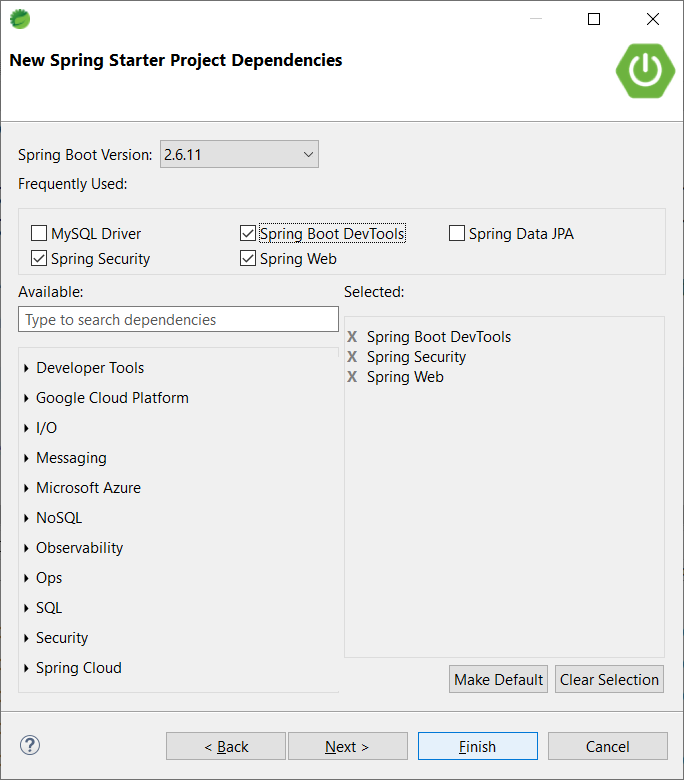 New Spring Starter Project Dependencies
Spring Boot Version: 2.6.11
Frequently Used:
MySQL Driver Spring Boot DevTools Spring Data JPA
Spring Security Spring Web
Available:
Type to search dependencies
Developer Tools
Google Cloud Platform
I/O
Messaging
Microsoft Azure
NoSQL
Observability
Ops
SQL
Security
Spring Cloud
Selected:
X Spring Boot DevTools
X Spring Security
X Spring Web
Make Default Clear Selection
? < Back Next > Finish Cancel